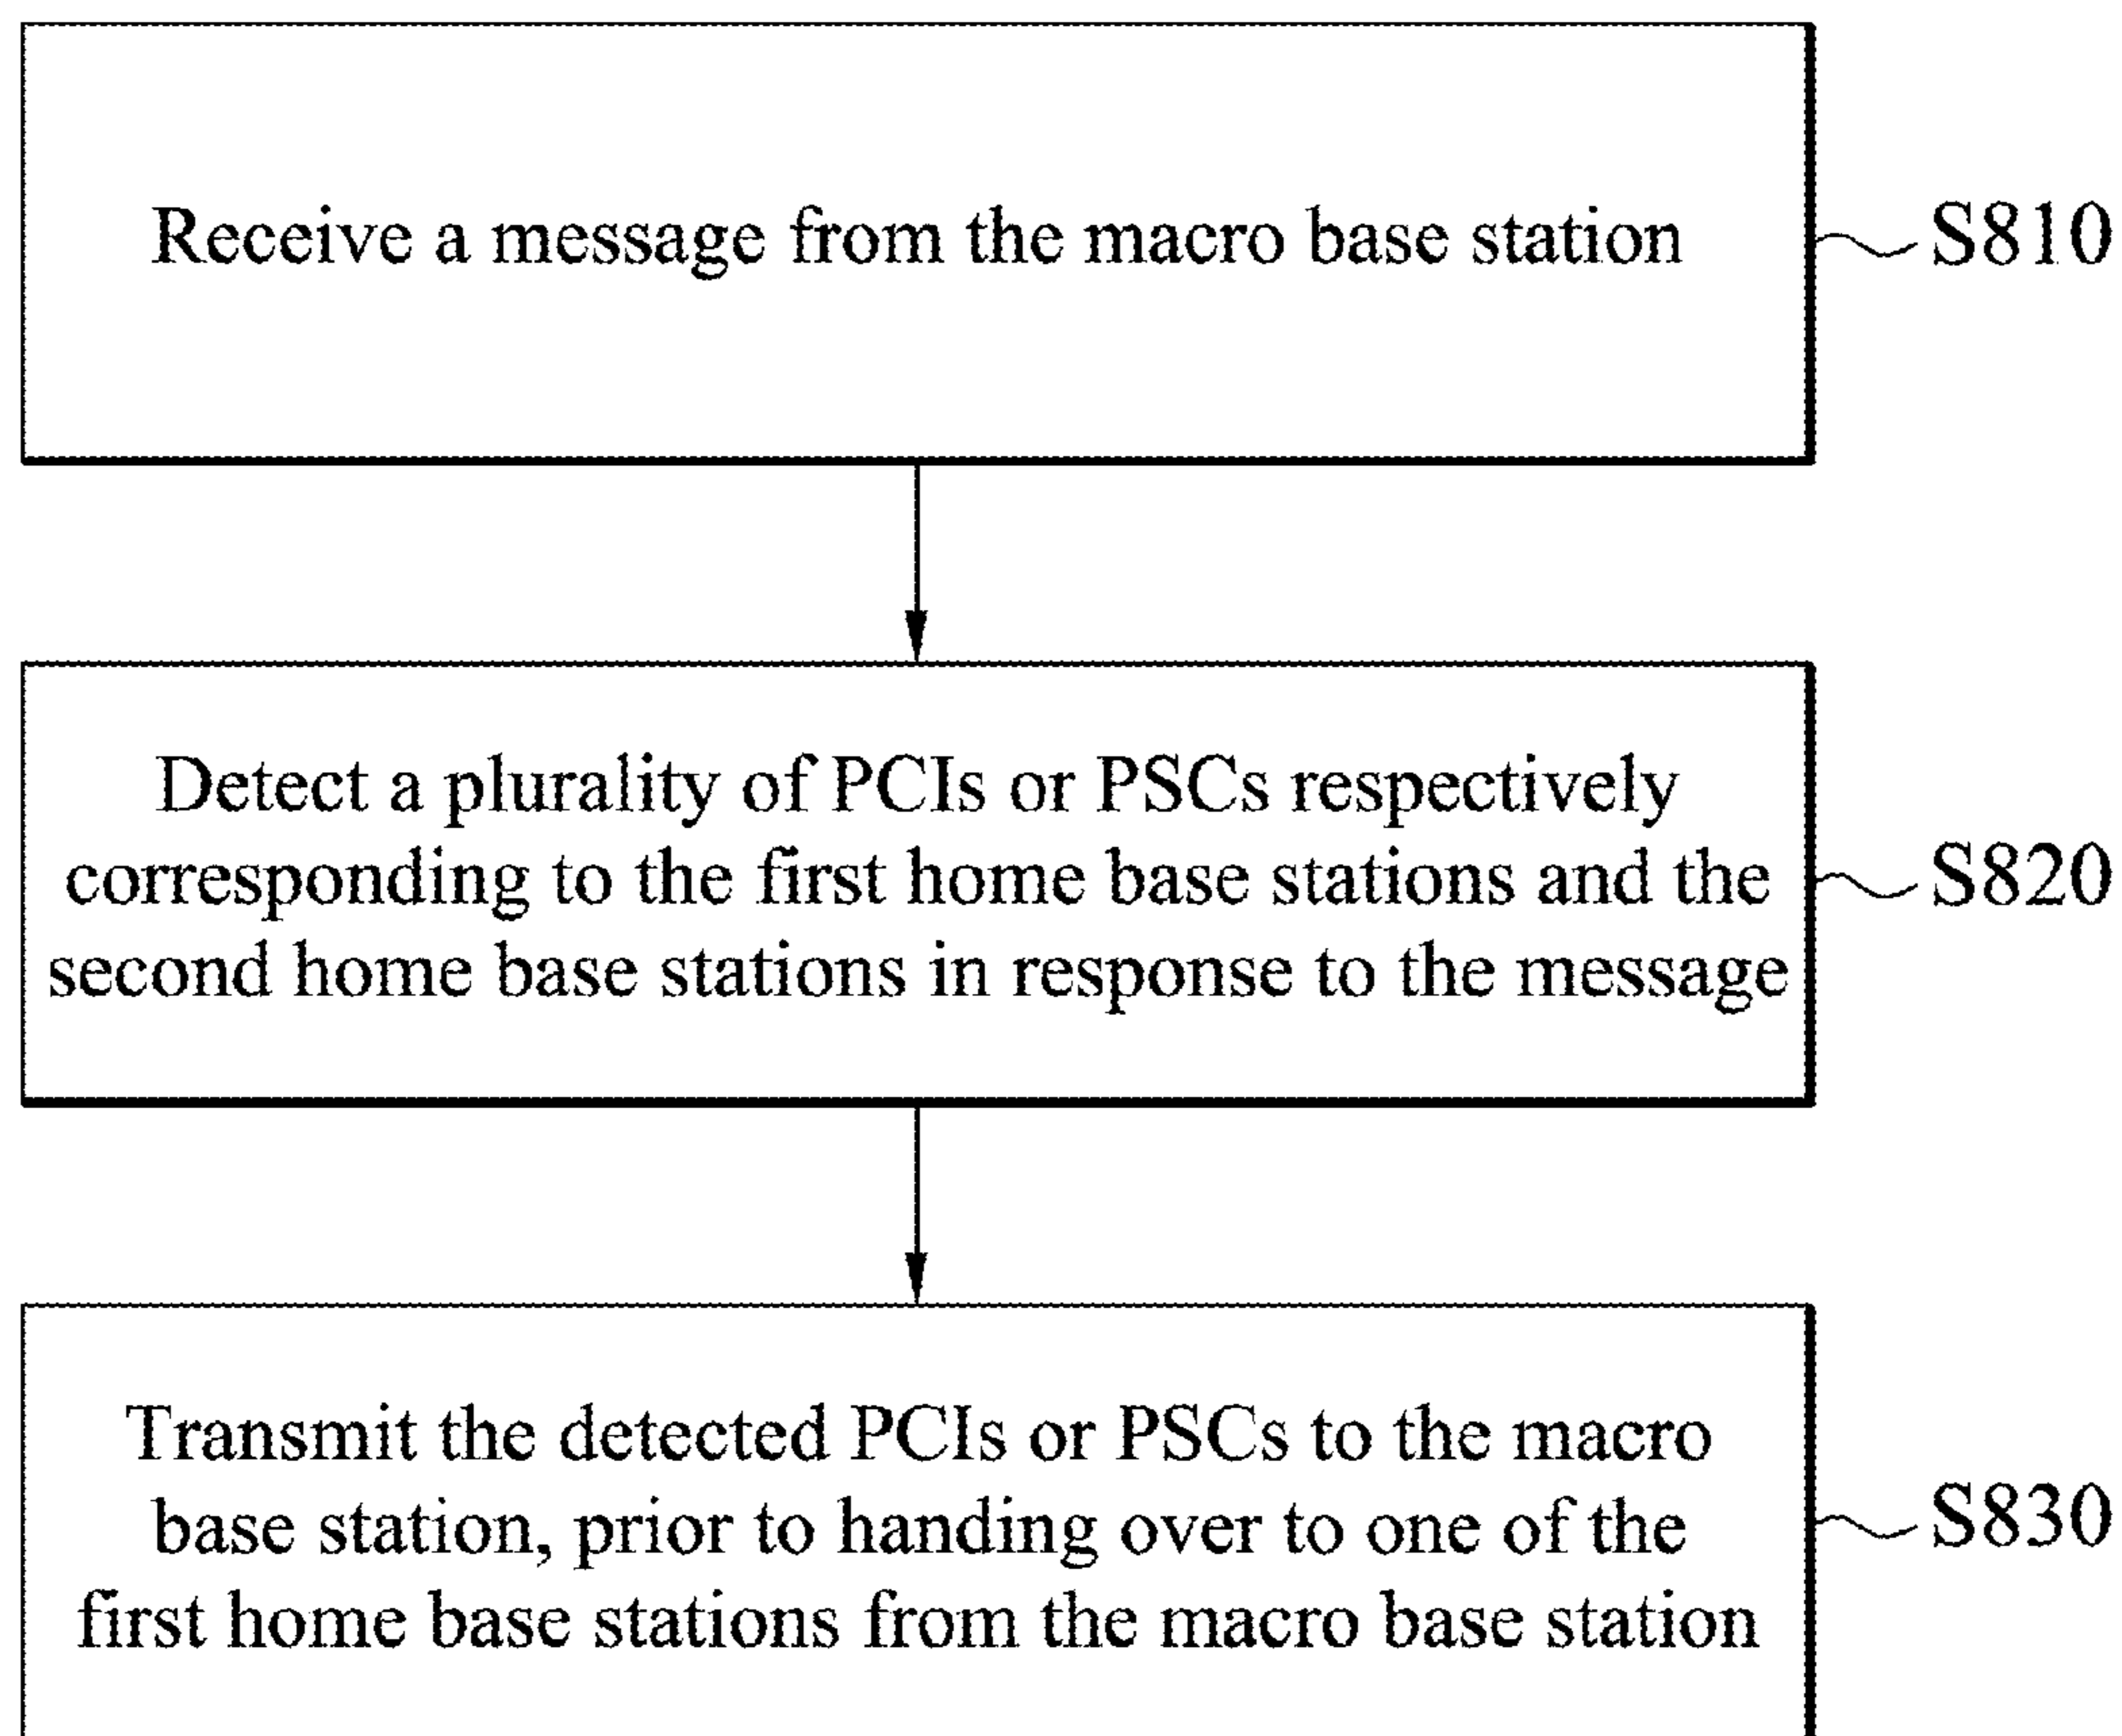 Receive a message from the macro base station
S810
Detect a plurality of PCIs or PSCs respectively
corresponding to the first home base stations and the
second home base stations in response to the message
S820
Transmit the detected PCIs or PSCs to the macro
base station, prior to handing over to one of the
first home base stations from the macro base station
S830